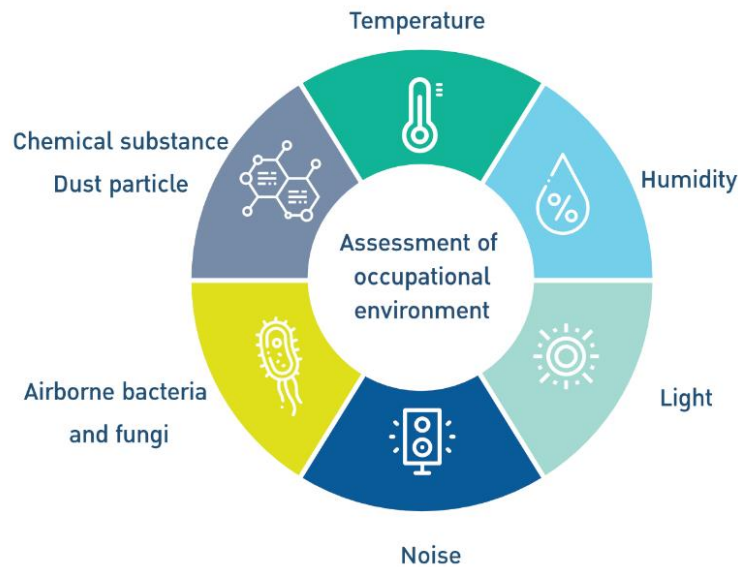 Temperature
Chemical substance
Dust particle
Humidity
%
Assessment of
occupational
environment
Airborne bacteria
and fungi
Light
Noise